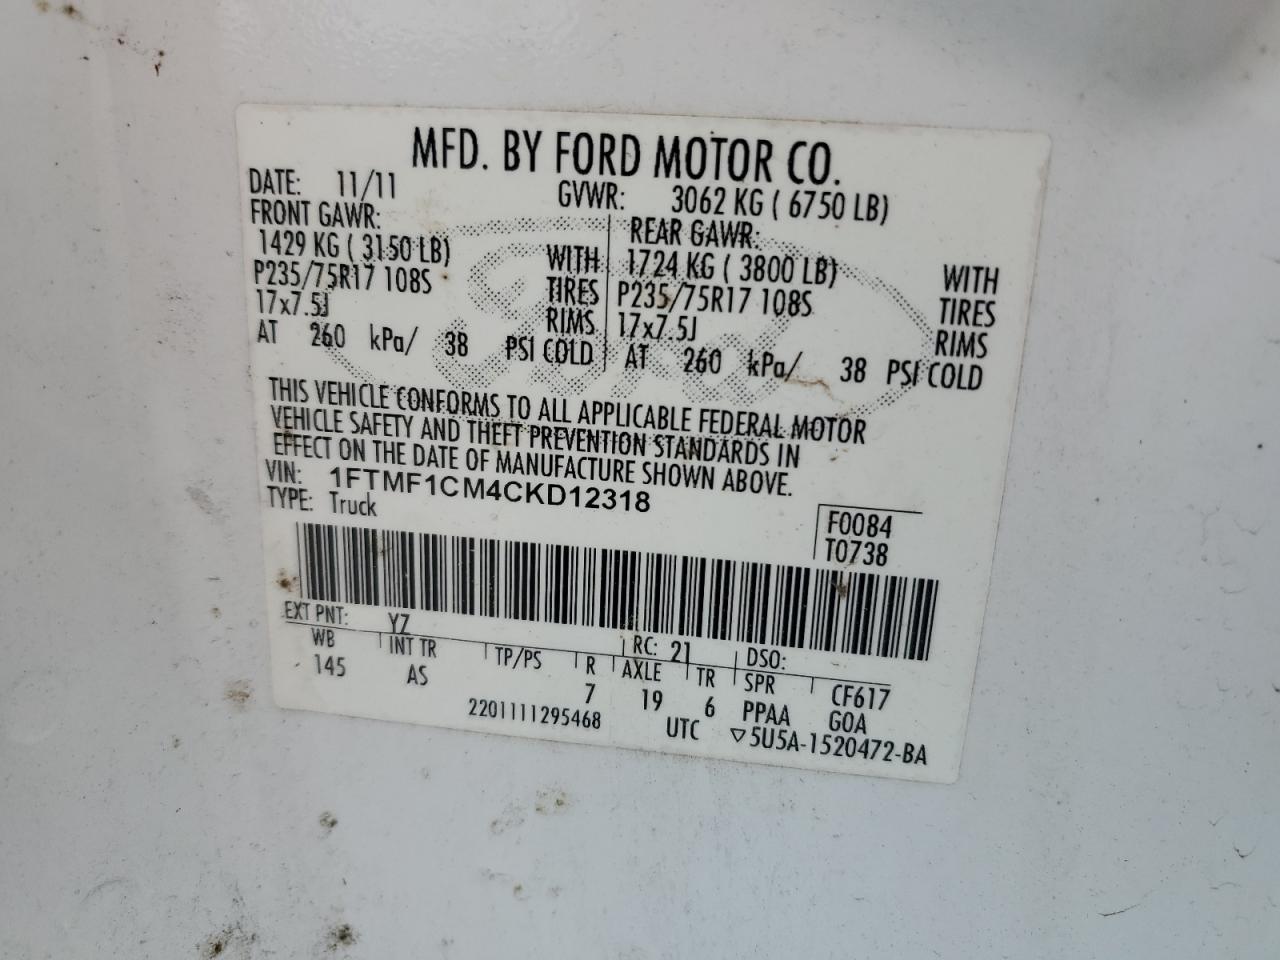 MFD. BY FORD MOTOR CO.
DATE: 11/11 GVWR: 3062 KG ( 6750 LB)
FRONT GAWR: REAR GAWR:
1429 KG ( 3150 LB) WITH 1724 KG ( 3800 LB) WITH
P235/75R17 108S TIRES P235/75R17 108S TIRES
17x7.5J RIMS 17x7.5J RIMS
AT 260 kPa/ 38 PSI COLD AT 260 kPa/ 38 PSI COLD
THIS VEHICLE CONFORMS TO ALL APPLICABLE FEDERAL MOTOR
VEHICLE SAFETY AND THEFT PREVENTION STANDARDS IN
EFFECT ON THE DATE OF MANUFACTURE SHOWN ABOVE.
VIN: 1FTMF1CM4CKD12318
TYPE: Truck
F0084
T0738
EXT PNT: YZ RC: 21 DSO:
WB INT TR TP/PS R AXLE TR SPR CF617
145 AS 7 19 6 PPAA GOA
2201111295468 UTC ▽5U5A-1520472-BA